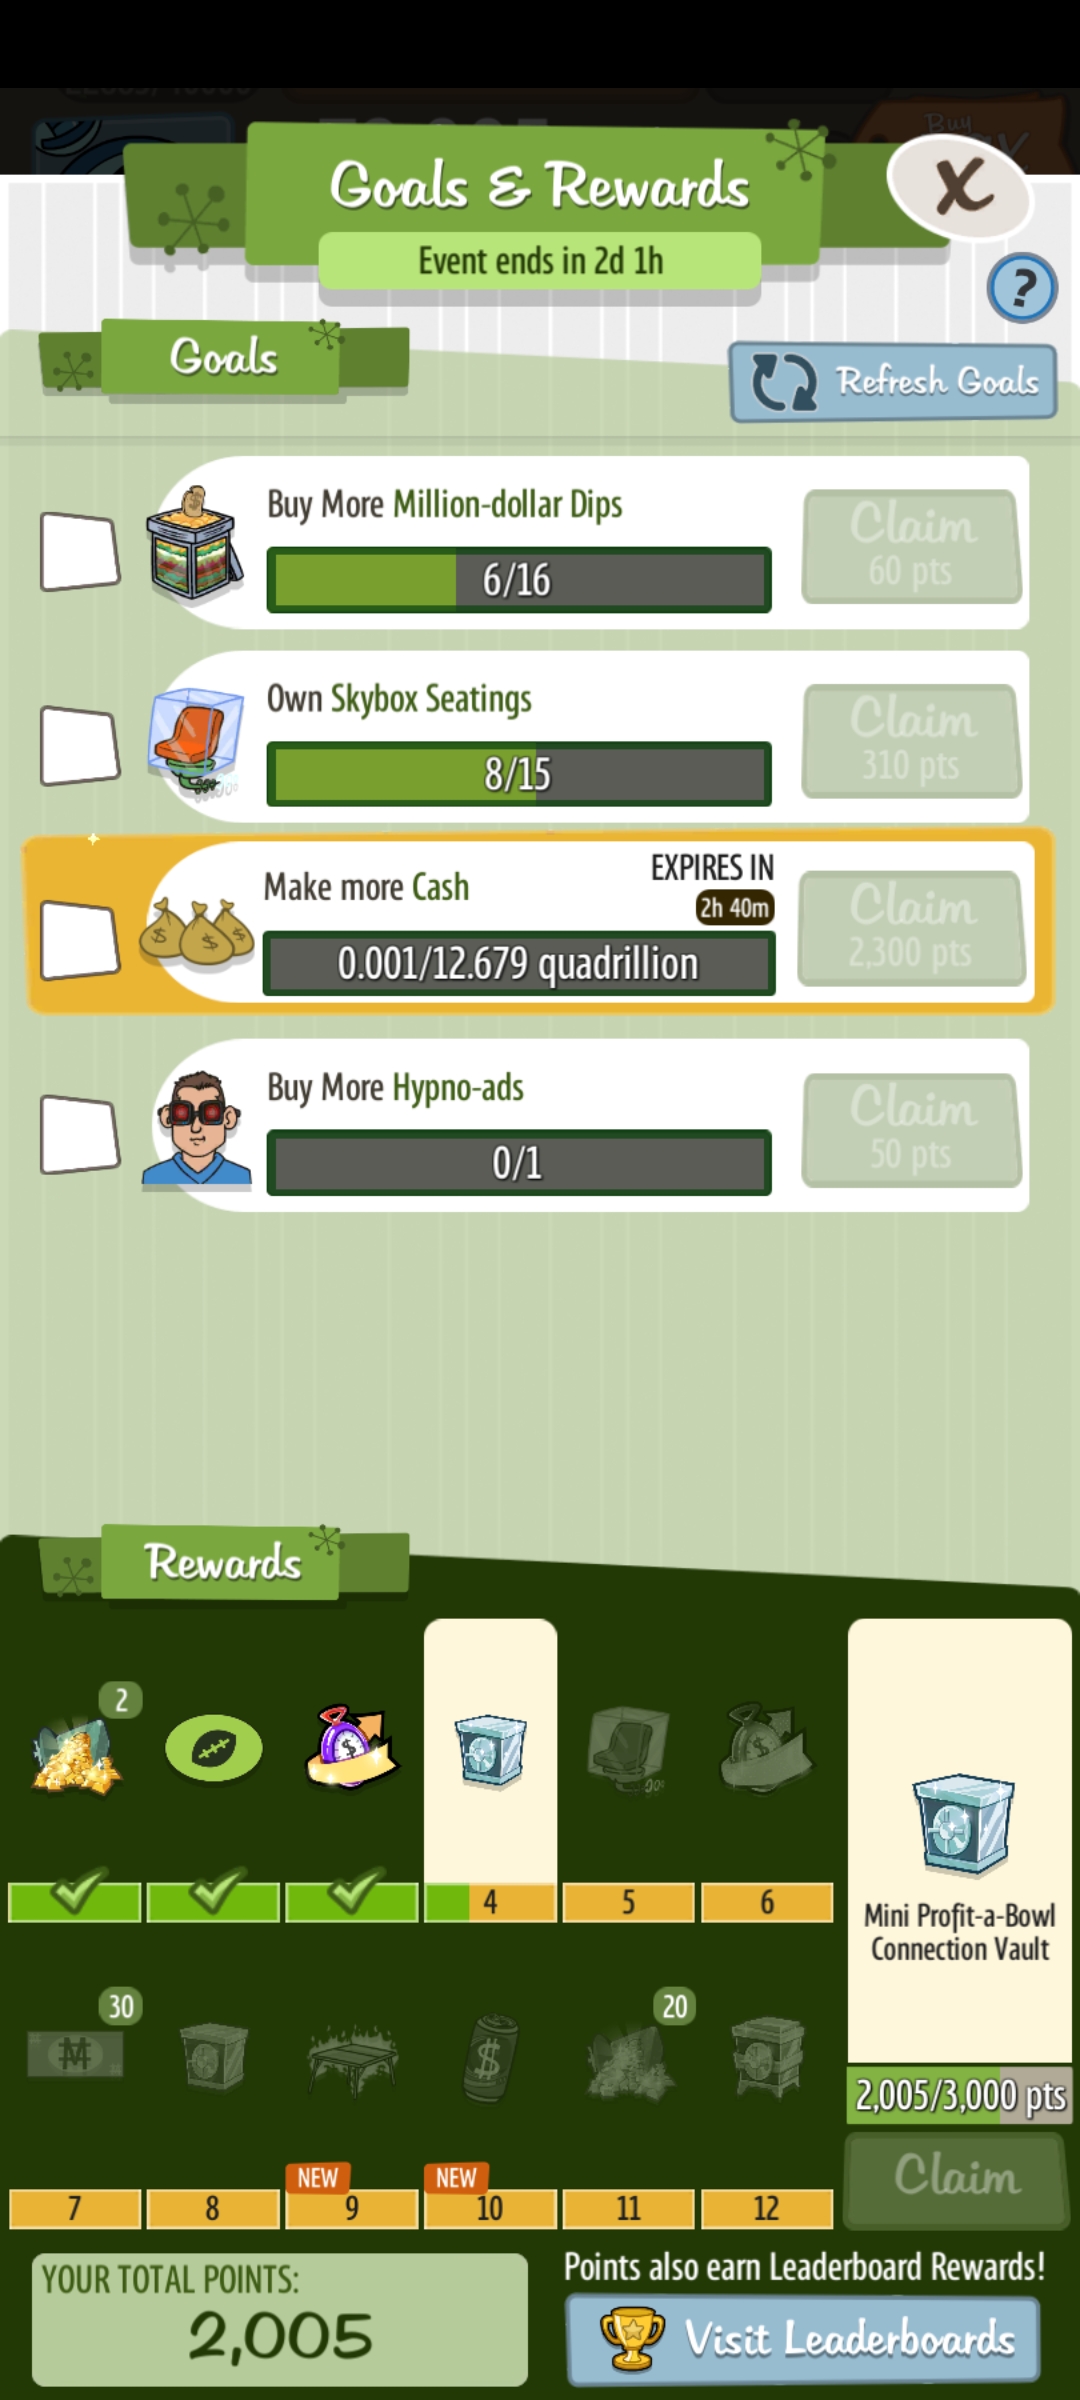 Buy
Goals & Rewards
X
Event ends in 2d 1h
?
Goals
Refresh Goals
Buy More Million-dollar Dips
6/16
Claim
60 pts
Own Skybox Seatings
8/15
Claim
310 pts
Make more Cash
EXPIRES IN
2h 40m
0.001/12.679 quadrillion
Claim
2,300 pts
Buy More Hypno-ads
0/1
Claim
50 pts
Rewards
2
4
5
6
Mini Profit-a-Bowl
Connection Vault
30
20
2,005/3,000 pts
NEW
NEW
7
8
9
10
11
12
Claim
YOUR TOTAL POINTS:
2,005
Points also earn Leaderboard Rewards!
Visit Leaderboards